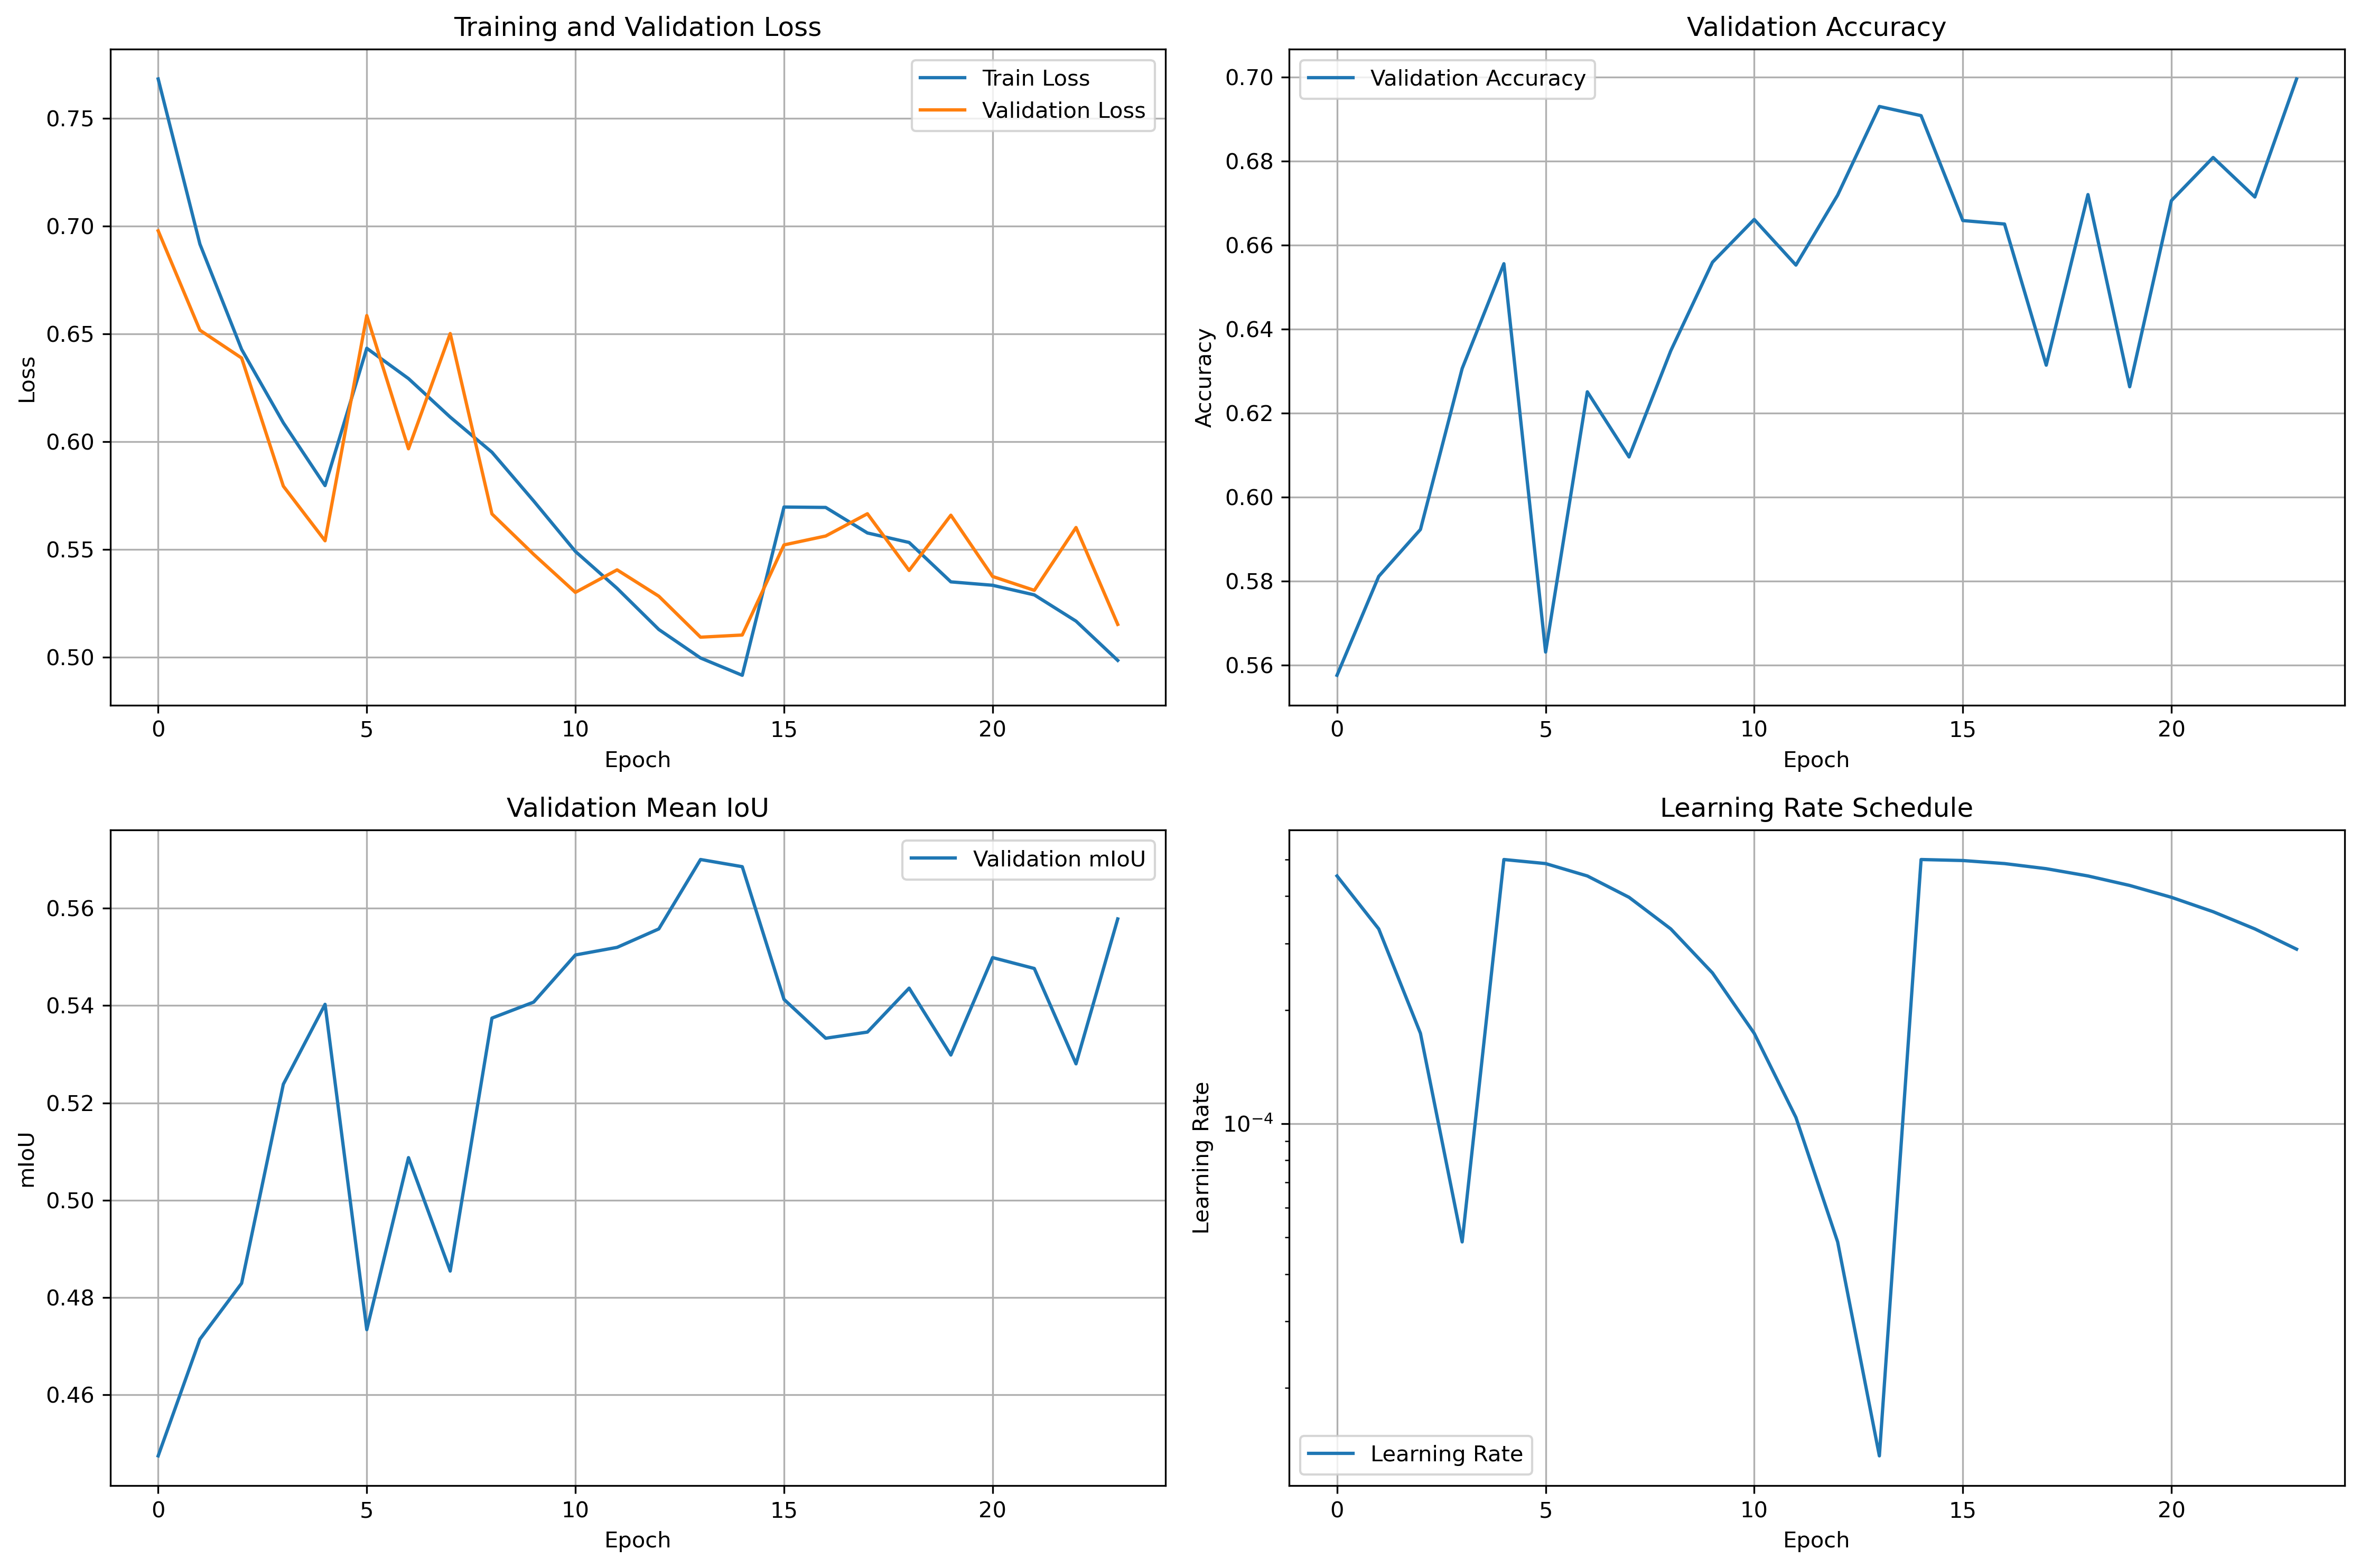 Training and Validation Loss
Train Loss
Validation Loss
0.75
0.70
0.65
0.60
0.55
0.50
Loss
0 5 10 15 20
Epoch
Validation Accuracy
Validation Accuracy
0.70
0.68
0.66
0.64
0.62
0.60
0.58
0.56
Accuracy
0 5 10 15 20
Epoch
Validation Mean IoU
Validation mIoU
0.56
0.54
0.52
0.50
0.48
0.46
mIoU
0 5 10 15 20
Epoch
Learning Rate Schedule
10⁻⁴
Learning Rate
Learning Rate
0 5 10 15 20
Epoch